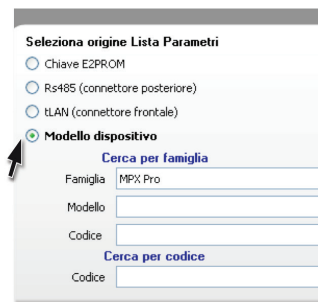 Seleziona origine Lista Parametri
Chiave E2PROM
Rs485 (connettore posteriore)
tLAN (connettore frontale)
Modello dispositivo
Cerca per famiglia
Famiglia MPX Pro
Modello
Codice
Cerca per codice
Codice